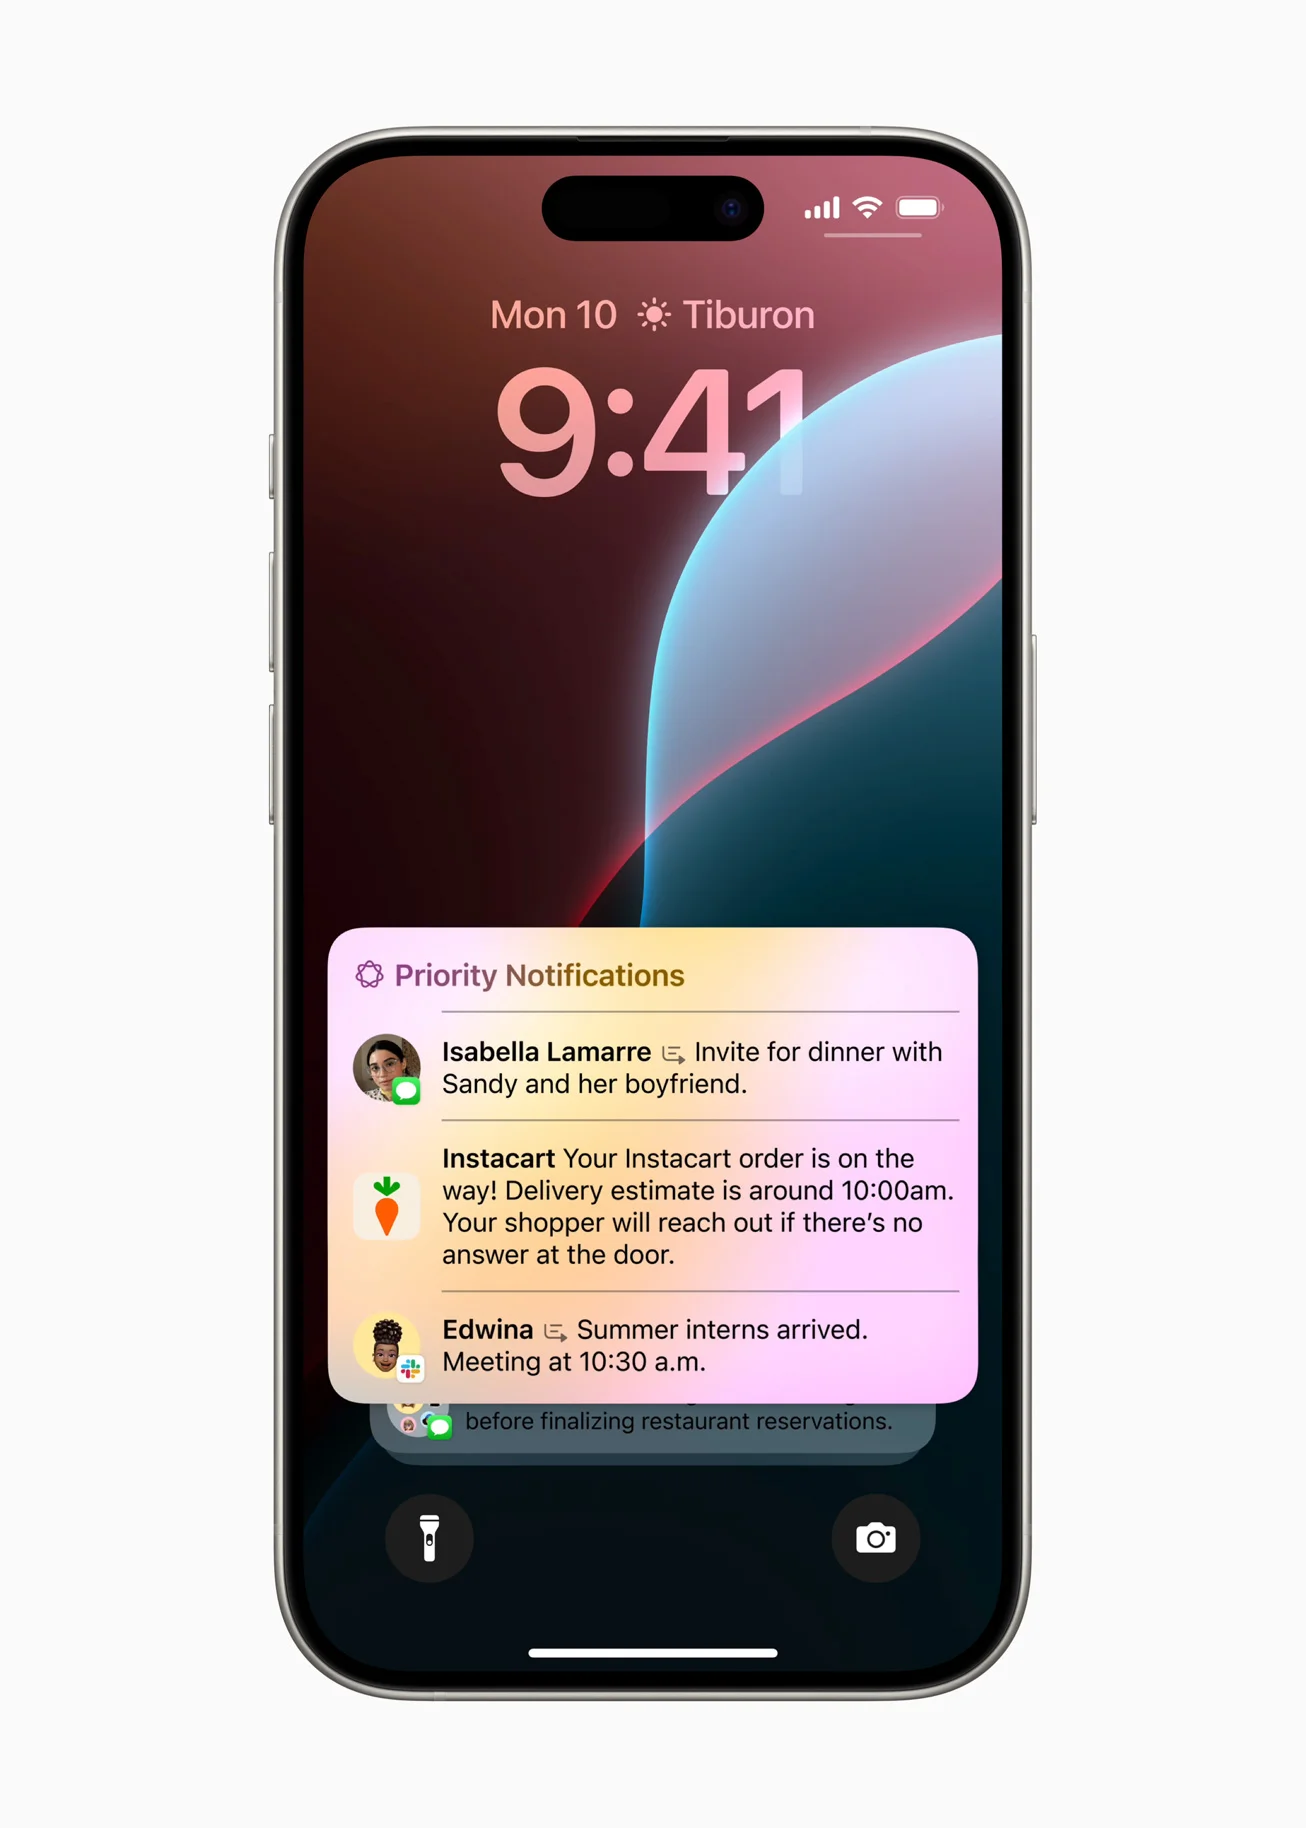 Mon 10 Tiburon
9:41
Priority Notifications
Isabella Lamarre Invite for dinner with
Sandy and her boyfriend.
Instacart Your Instacart order is on the
way! Delivery estimate is around 10:00am.
Your shopper will reach out if there’s no
answer at the door.
Edwina Summer interns arrived.
Meeting at 10:30 a.m.
before finalizing restaurant reservations.